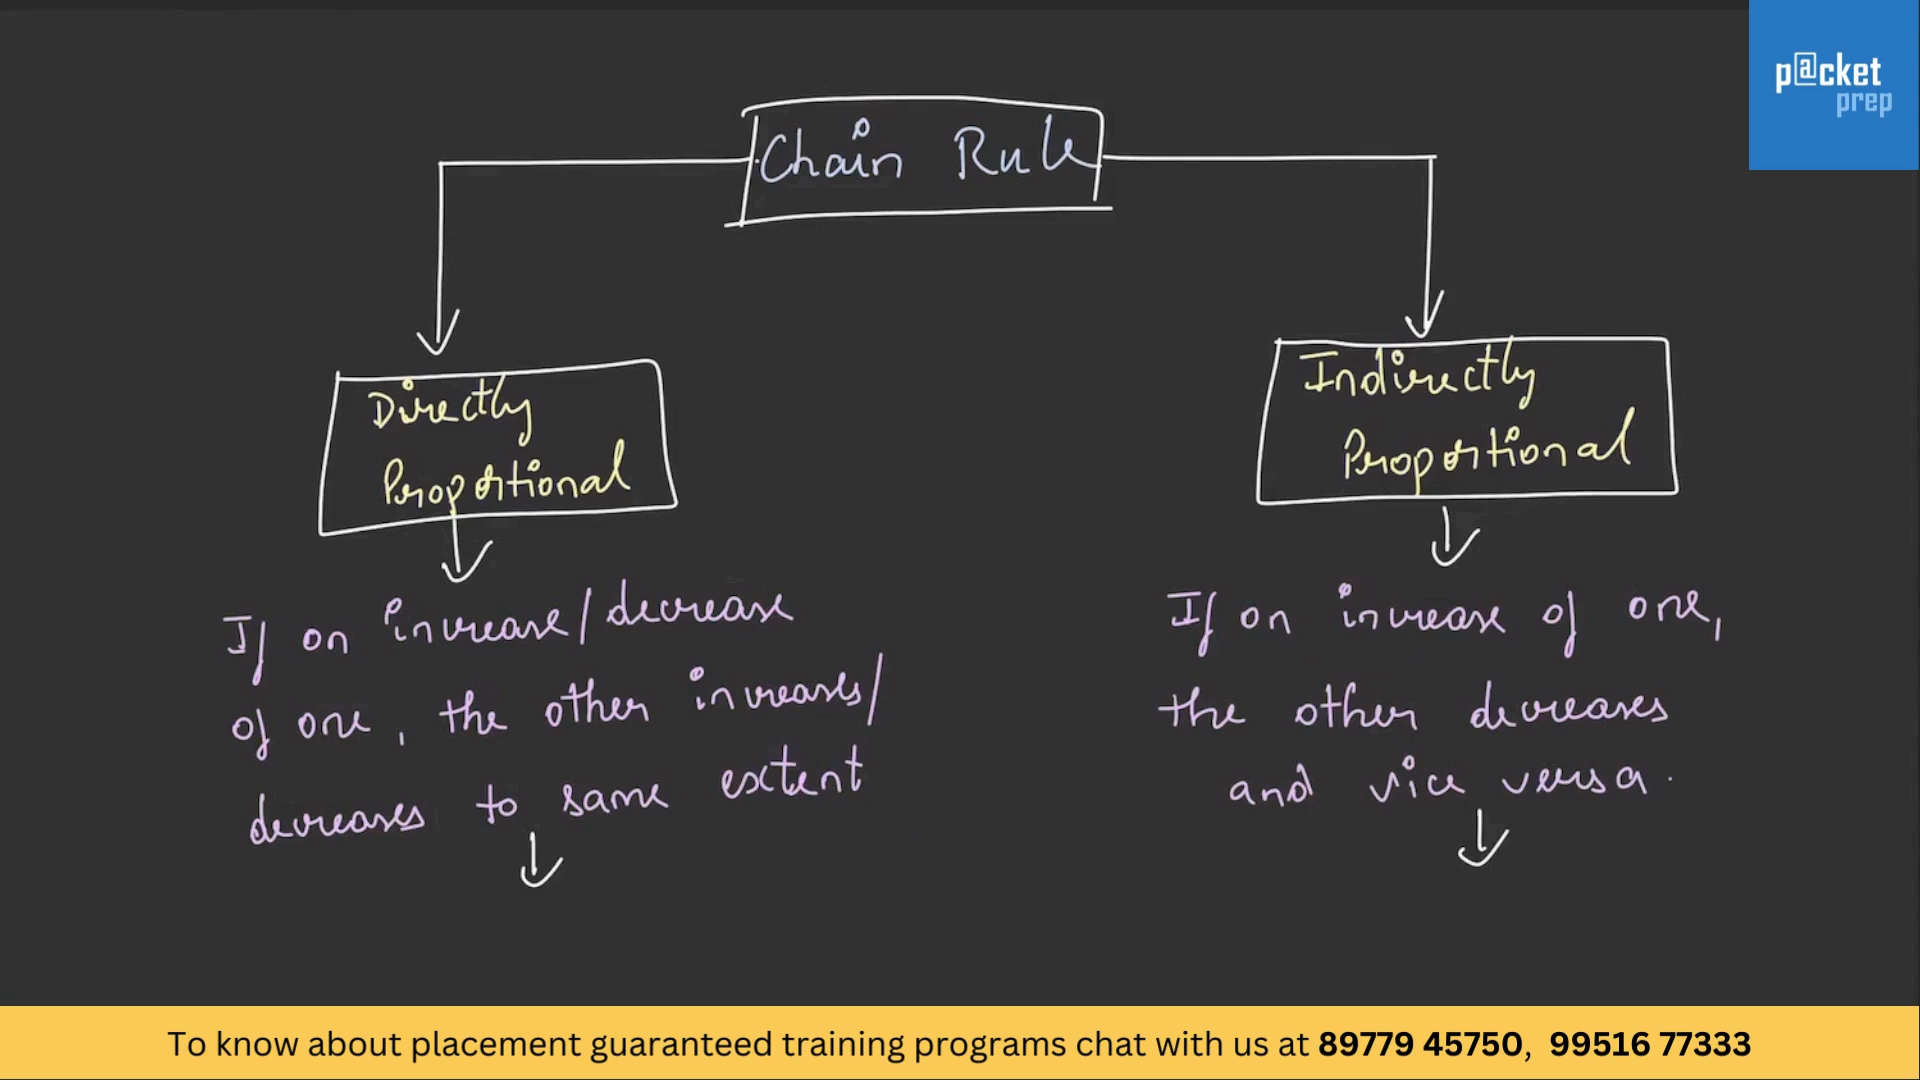 p@cket
prep
Chain Rule
Directly
Proportional
Indirectly
Proportional
If on increase/decrease
of one, the other increases/
decreases to same extent
If on increase of one,
the other decreases
and vice versa.
To know about placement guaranteed training programs chat with us at 89779 45750, 99516 77333